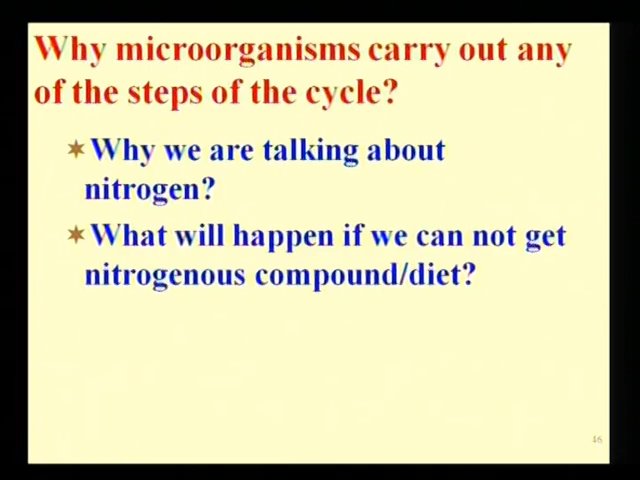 Why microorganisms carry out any
of the steps of the cycle?
✶Why we are talking about
nitrogen?
✶What will happen if we can not get
nitrogenous compound/diet?
46